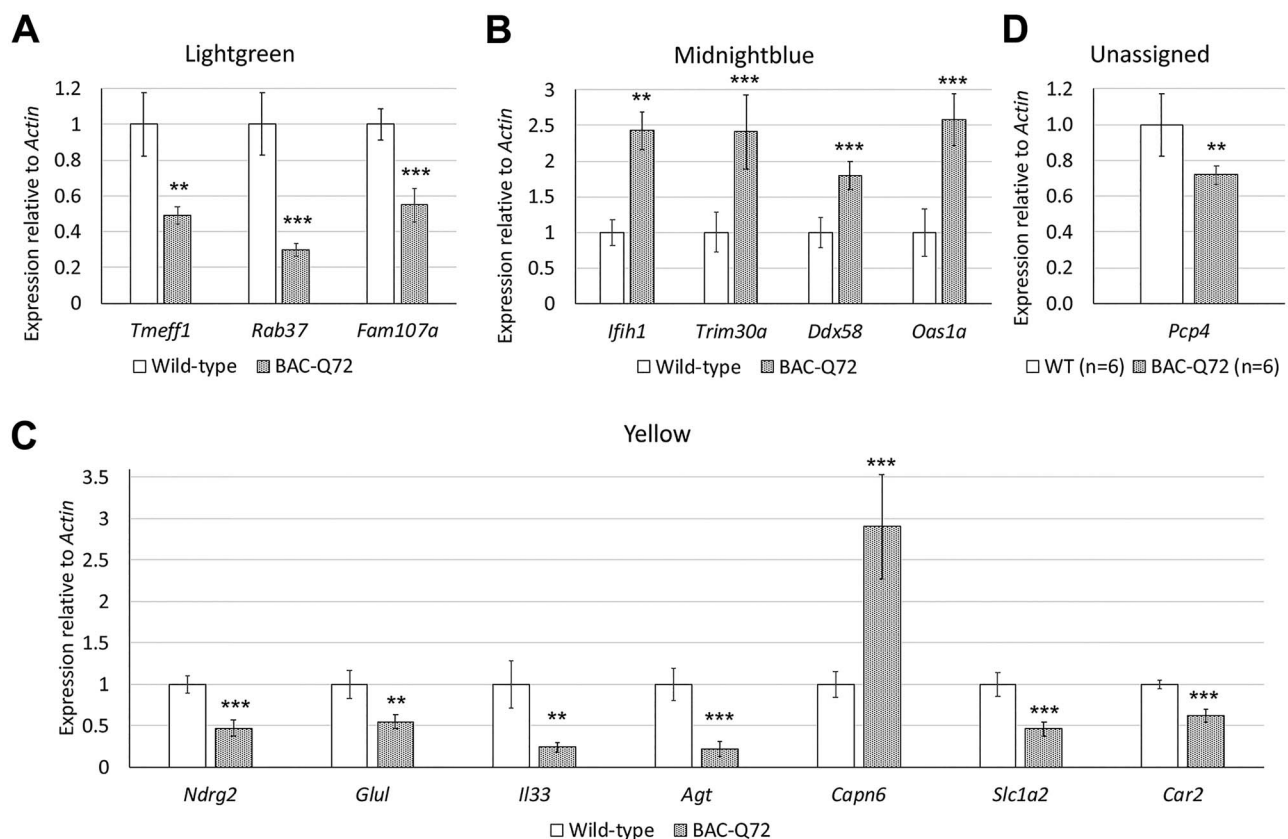 A
Lightgreen
Expression relative to Actin
1.2
1
0.8
0.6
0.4
0.2
0
**
***
***
Tmeff1 Rab37 Fam107a
Wild-type BAC-Q72
B
Midnightblue
Expression relative to Actin
3
2.5
2
1.5
1
0.5
0
**
***
***
***
Ifih1 Trim30a Ddx58 Oas1a
Wild-type BAC-Q72
D
Unassigned
Expression relative to Actin
1.2
1.0
0.8
0.6
0.4
0.2
0.0
**
Pcp4
WT (n=6) BAC-Q72 (n=6)
C
Yellow
Expression relative to Actin
3.5
3
2.5
2
1.5
1
0.5
0
***
**
**
***
***
***
***
Ndrg2 Glul Il33 Agt Capn6 Slc1a2 Car2
Wild-type BAC-Q72